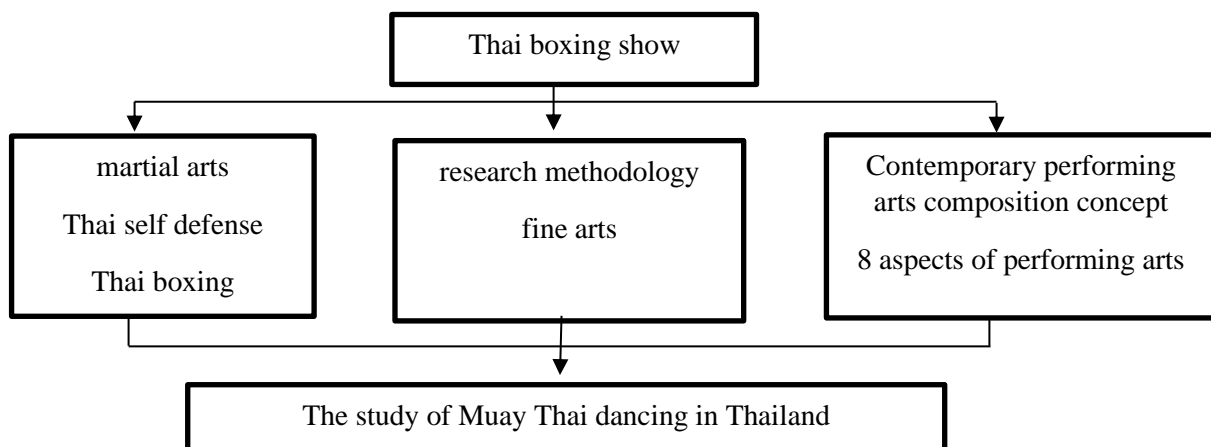 Thai boxing show
martial arts
Thai self defense
Thai boxing
research methodology
fine arts
Contemporary performing
arts composition concept
8 aspects of performing arts
The study of Muay Thai dancing in Thailand